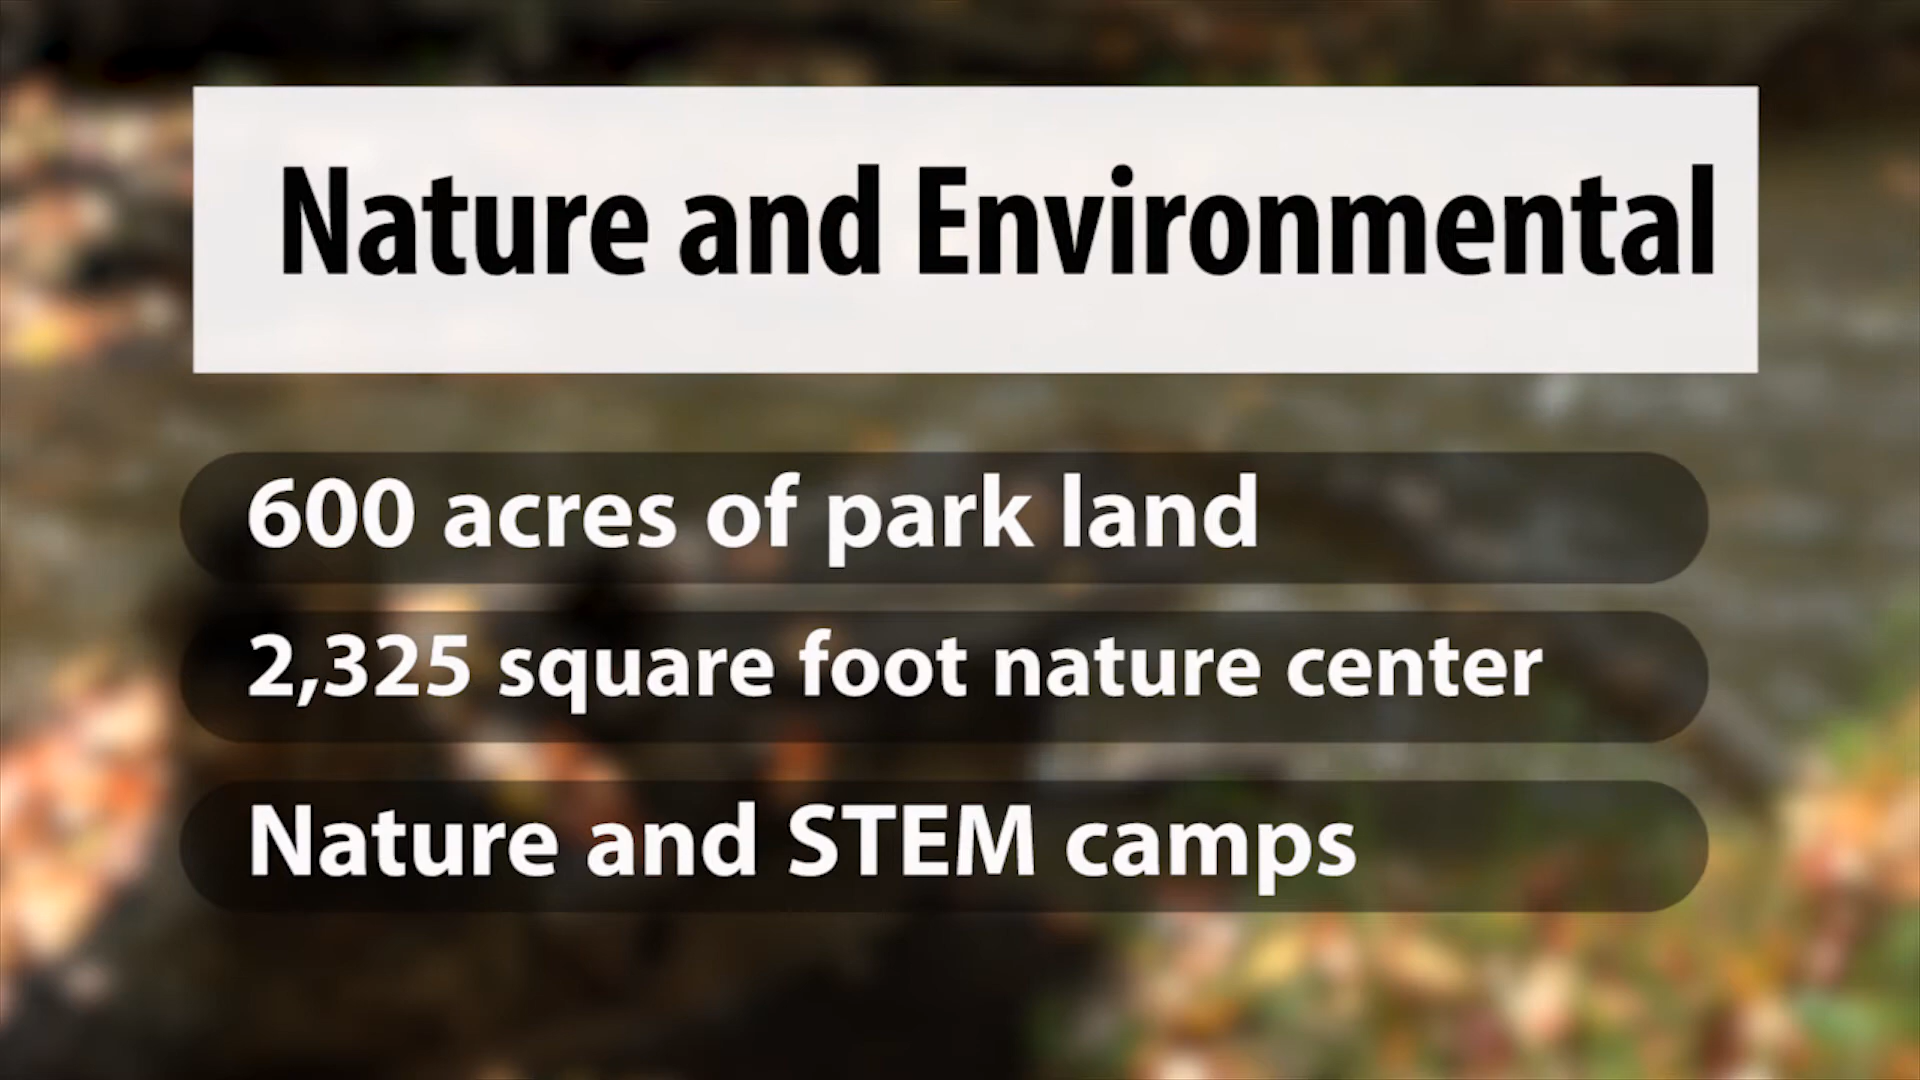 Nature and Environmental
600 acres of park land
2,325 square foot nature center
Nature and STEM camps